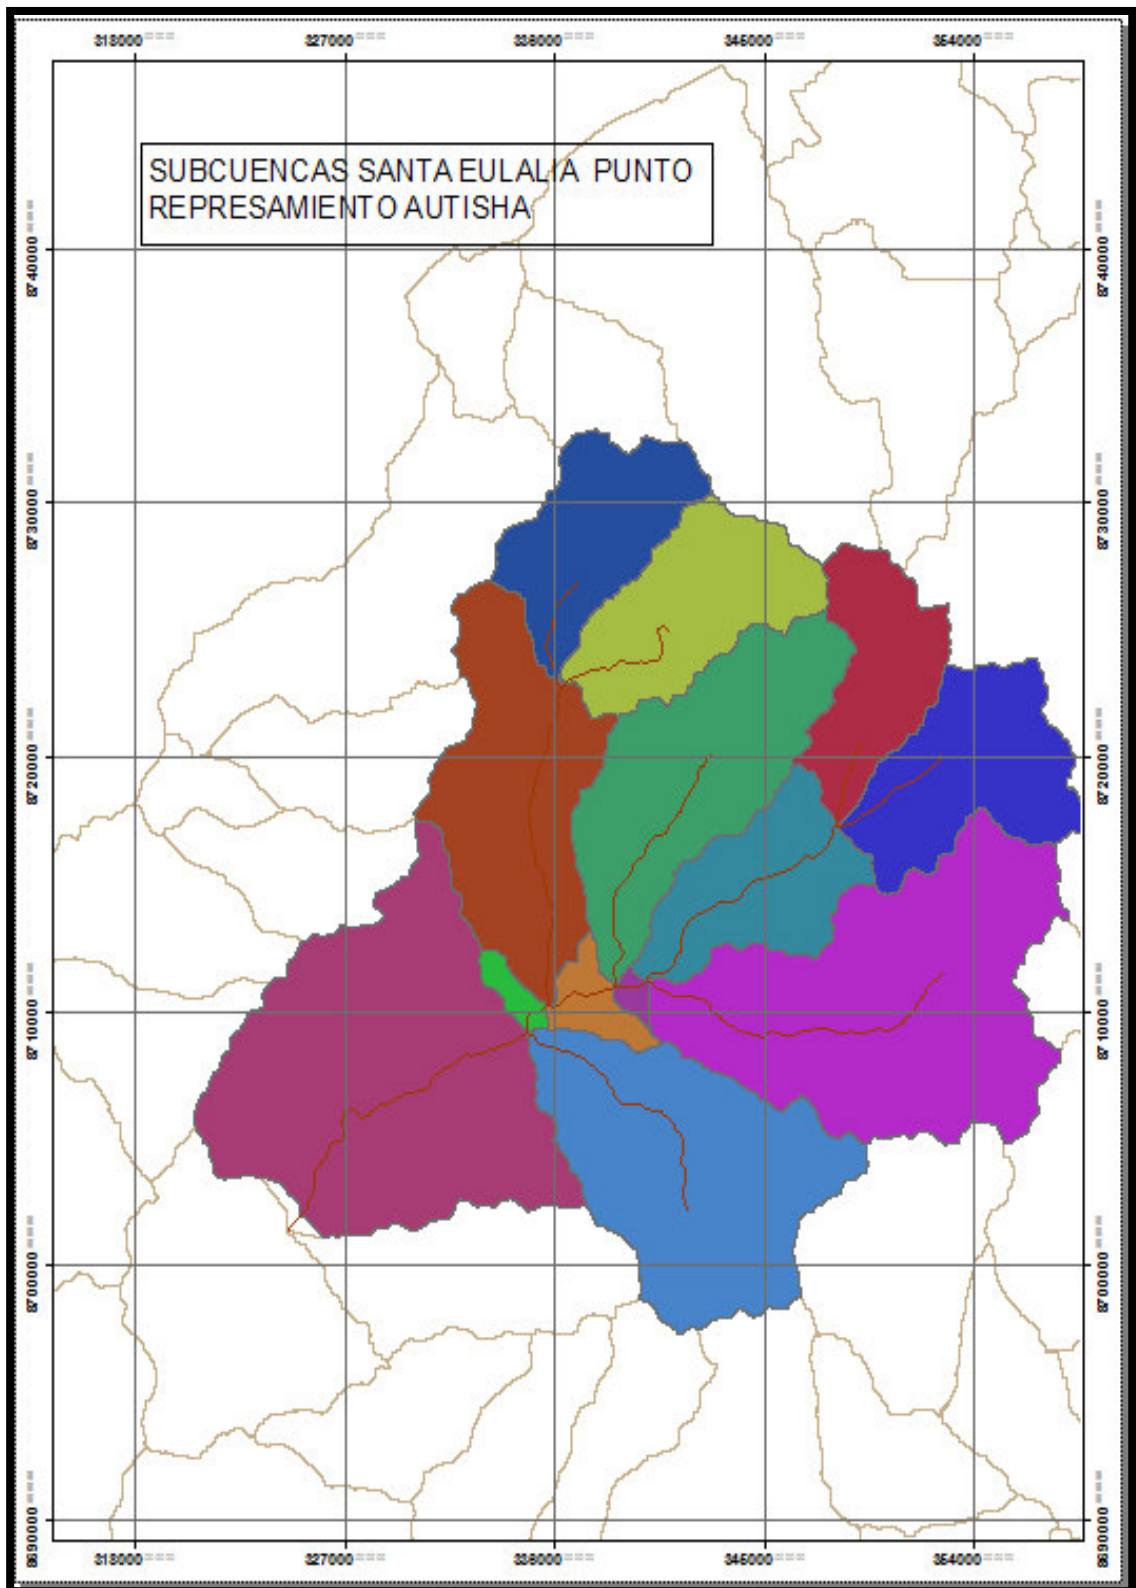 318000 327000 336000 345000 354000
SUBCUENCAS SANTA EULALIA PUNTO
REPRESAMIENTO AUTISHA
8740000 8740000
8730000 8730000
8720000 8720000
8710000 8710000
8700000 8700000
8690000 8690000
318000 327000 336000 345000 354000